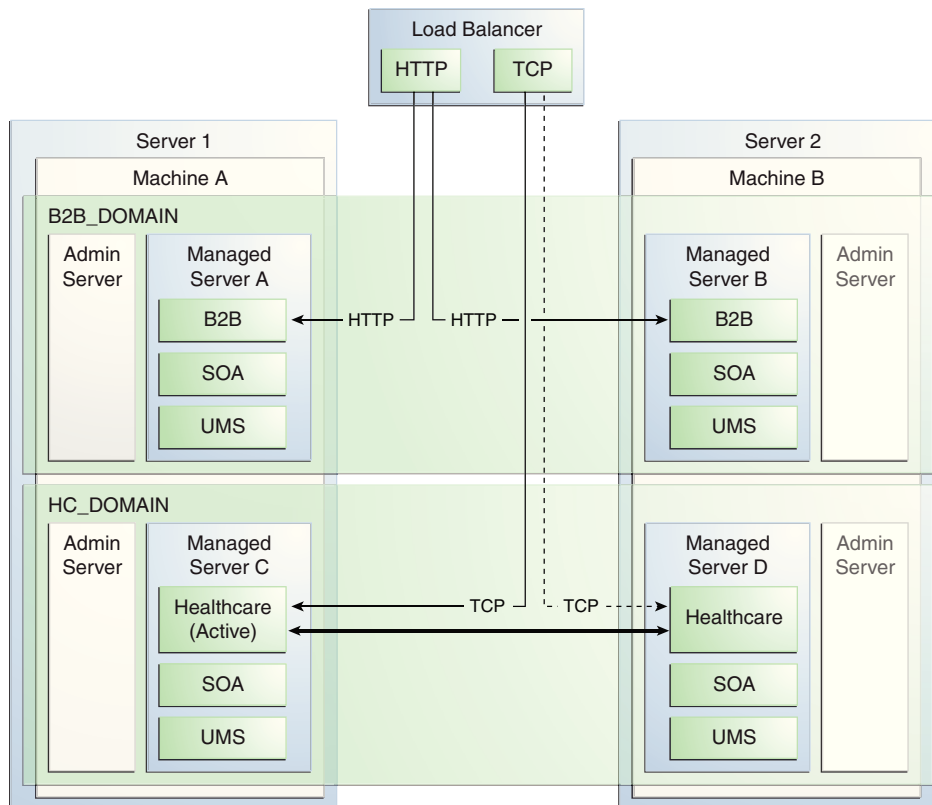 Load Balancer
HTTP
TCP
Server 1
Server 2
Machine A
Machine B
B2B_DOMAIN
Admin
Server
Managed
Server A
B2B
SOA
UMS
HTTP
HTTP
Managed
Server B
B2B
SOA
UMS
Admin
Server
HC_DOMAIN
Admin
Server
Managed
Server C
Healthcare
(Active)
SOA
UMS
TCP
TCP
Managed
Server D
Healthcare
SOA
UMS
Admin
Server